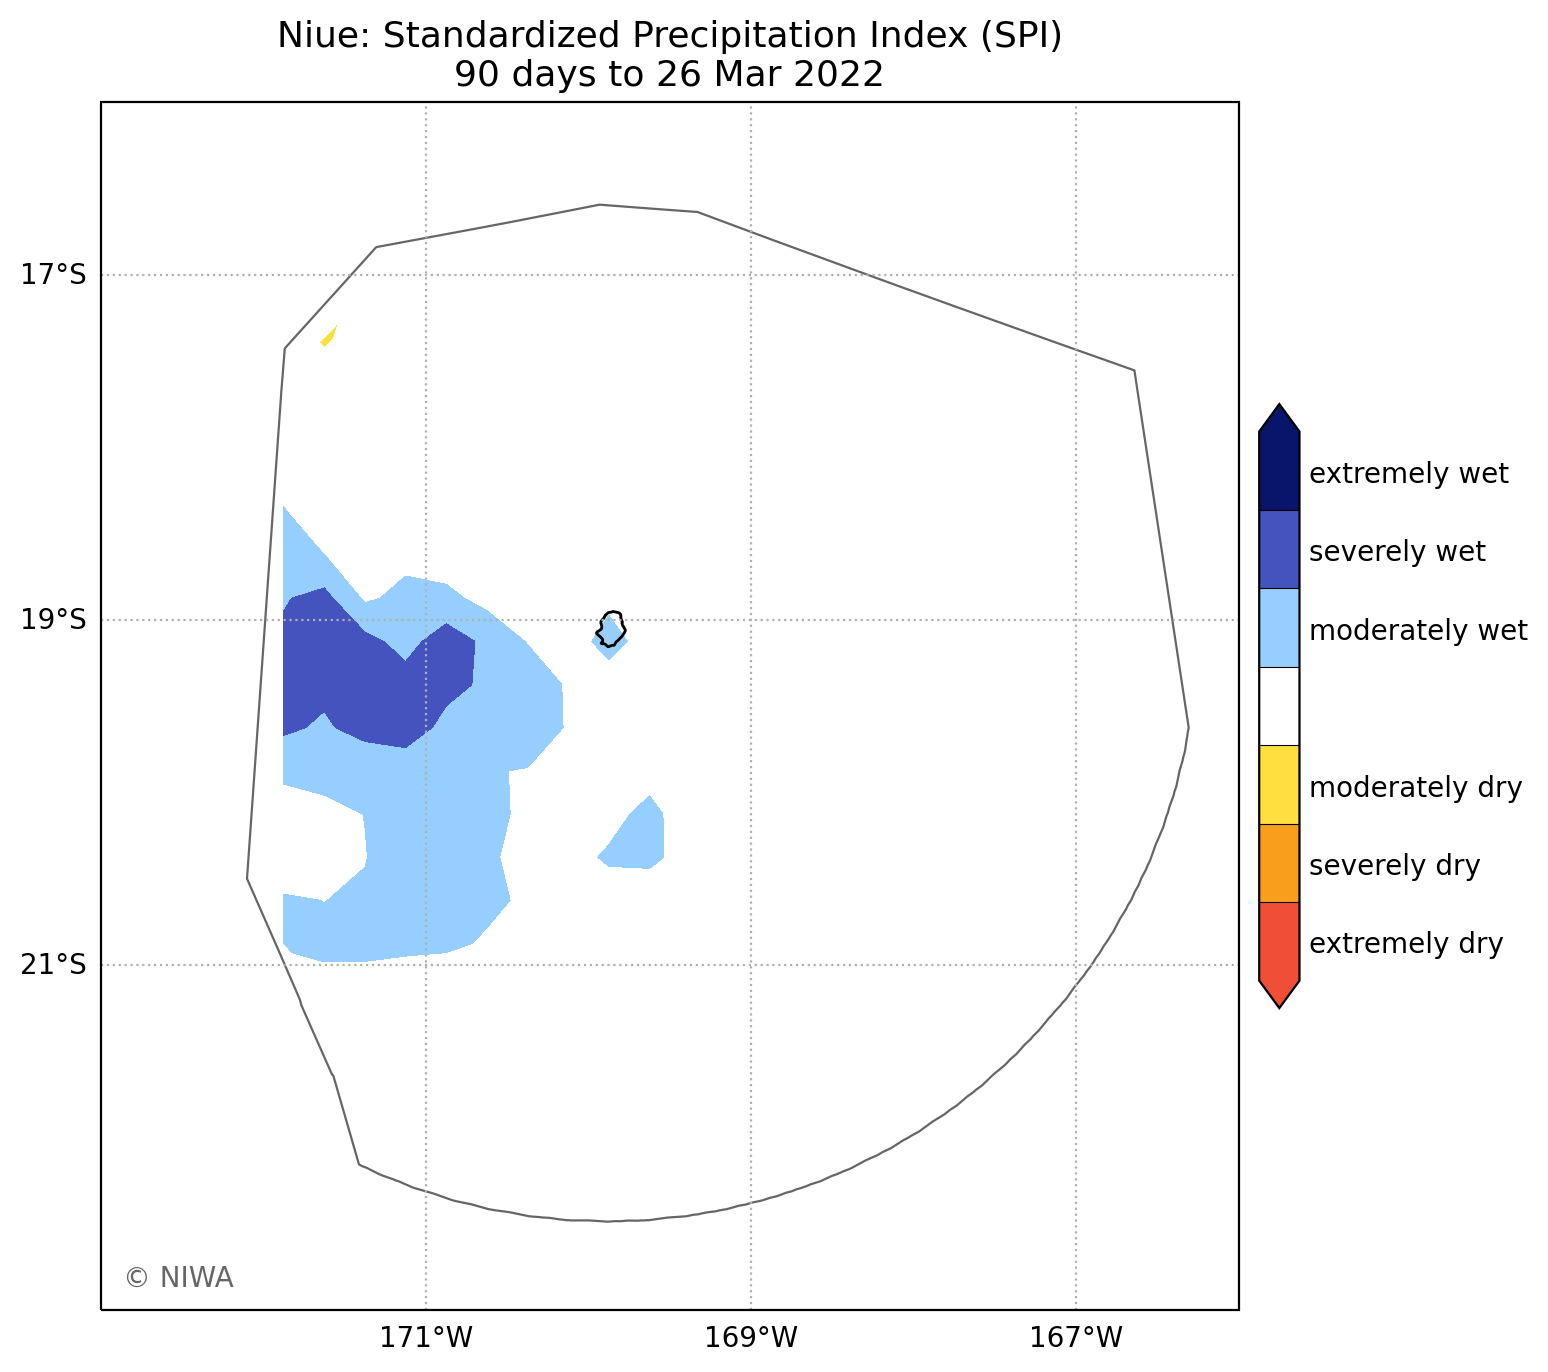 Niue: Standardized Precipitation Index (SPI)
90 days to 26 Mar 2022
17°S
19°S
21°S
171°W
169°W
167°W
extremely wet
severely wet
moderately wet
moderately dry
severely dry
extremely dry
© NIWA